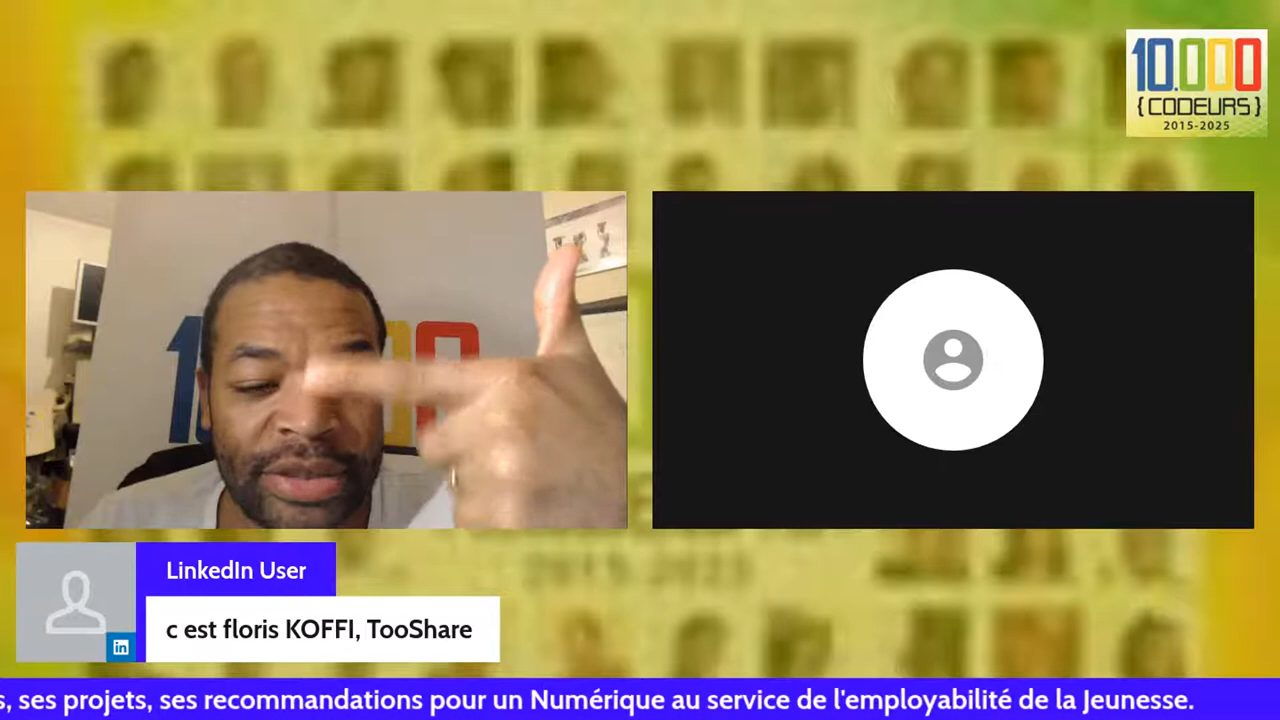 10.000
{CODEURS}
2015-2025
LinkedIn User
c est floris KOFFI, TooShare
in
ses projets, ses recommandations pour un Numérique au service de l'employabilité de la Jeunesse.